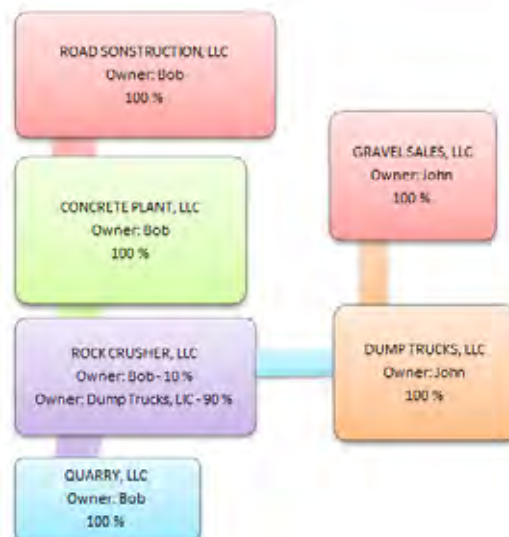 ROAD SONSTRUCTION, LLC
Owner: Bob
100 %
CONCRETE PLANT, LLC
Owner: Bob
100 %
ROCK CRUSHER, LLC
Owner: Bob - 10 %
Owner: Dump Trucks, LIC - 90 %
QUARRY, LLC
Owner: Bob
100 %
GRAVEL SALES, LLC
Owner: John
100 %
DUMP TRUCKS, LLC
Owner: John
100 %